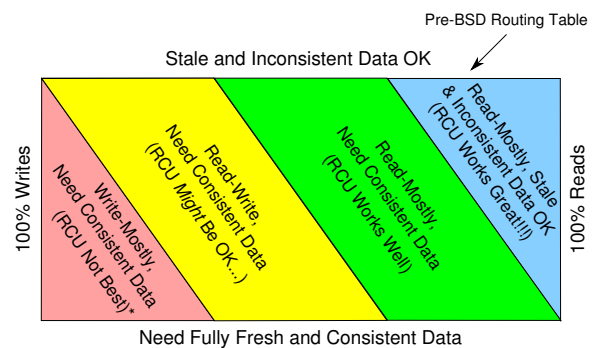 Pre-BSD Routing Table
Stale and Inconsistent Data OK
100% Writes
Write-Mostly,
Need Consistent Data
(RCU Not Best)*
Read-Write,
Need Consistent Data
(RCU Might Be OK...)
Read-Mostly,
Need Consistent Data
(RCU Works Well)
Read-Mostly, Stale
& Inconsistent Data OK
(RCU Works Great!!!)
100% Reads
Need Fully Fresh and Consistent Data